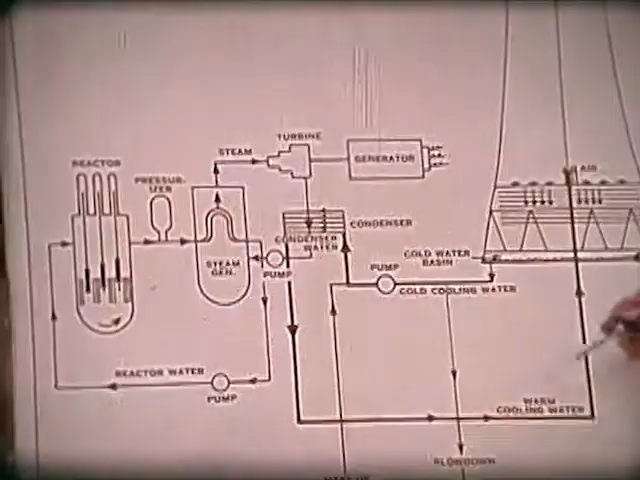 TURBINE
STEAM
GENERATOR
REACTOR
PRESSUR-
IZER
AIR
CONDENSER
CONDENSER
WATER
STEAM
GEN.
PUMP
COLD WATER
BASIN
PUMP
COLD COOLING WATER
REACTOR WATER
PUMP
WARM
COOLING WATER
BLOWDOWN